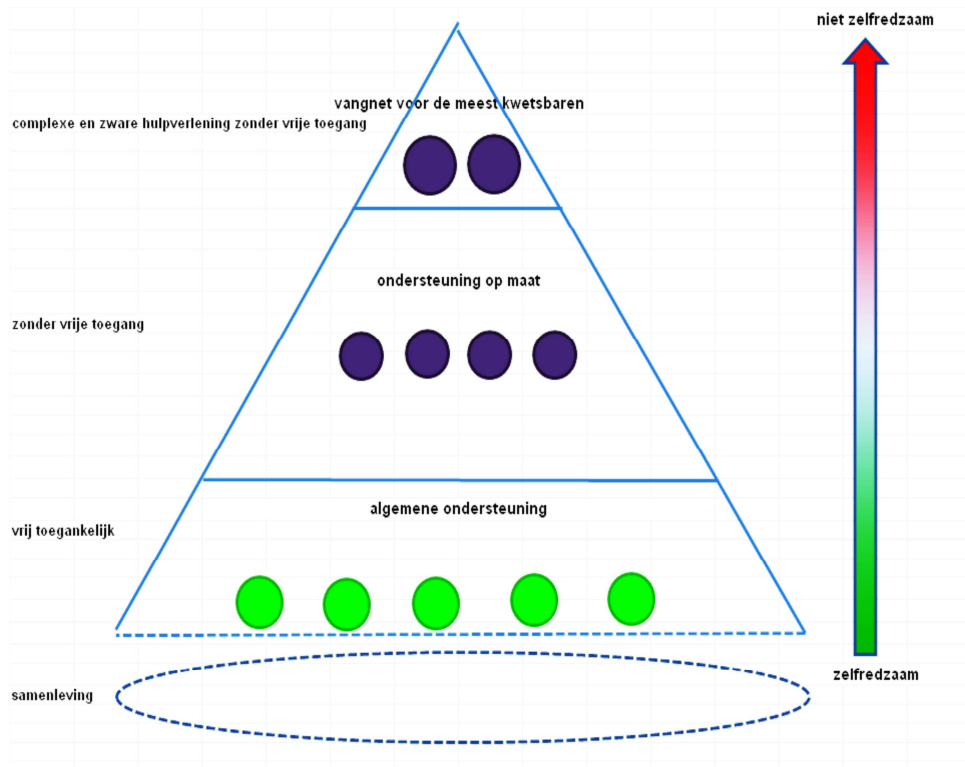 niet zelfredzaam
vangnet voor de meest kwetsbaren
complexe en zware hulpverlening zonder vrije toegang
ondersteuning op maat
zonder vrije toegang
algemene ondersteuning
vrij toegankelijk
zelfredzaam
samenleving